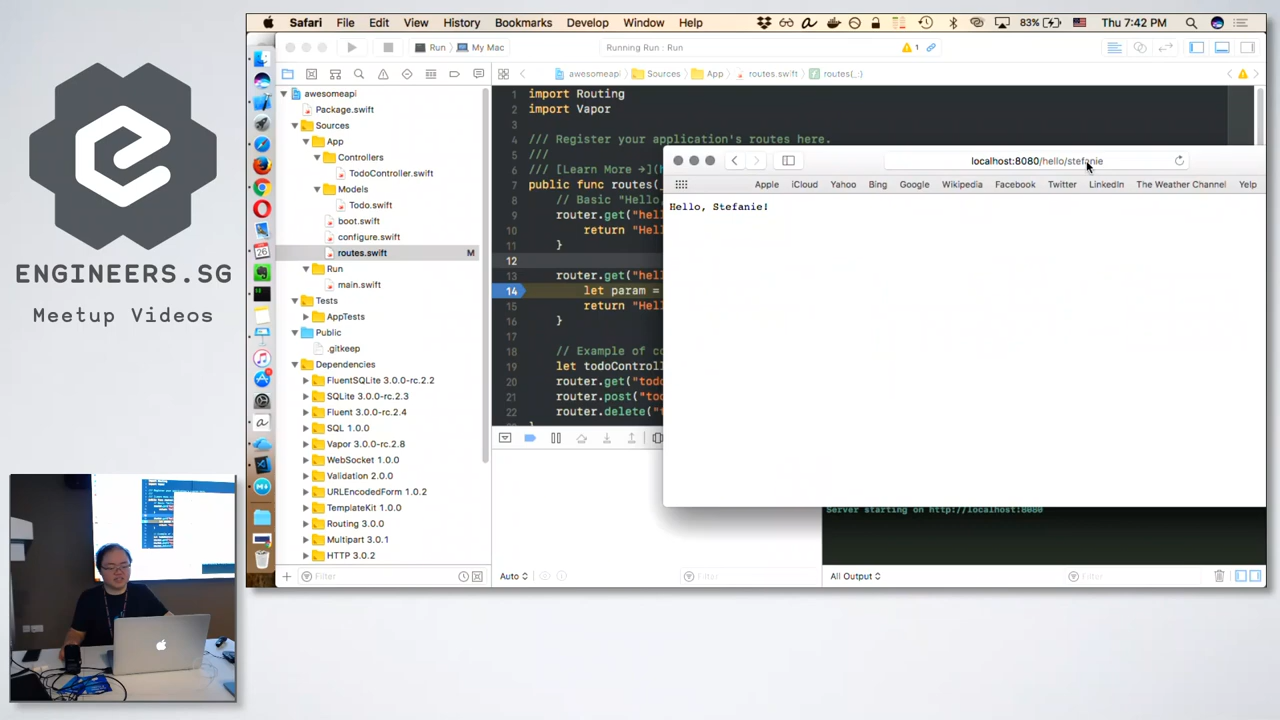 Safari File Edit View History Bookmarks Develop Window Help 83% Thu 7:42 PM
Run My Mac Running Run : Run 1
awesomeapi Sources App routes.swift routes(_:)
awesomeapi
Package.swift
Sources
App
Controllers
TodoController.swift
Models
Todo.swift
boot.swift
configure.swift
routes.swift M
Run
main.swift
Tests
AppTests
Public
.gitkeep
Dependencies
FluentSQLite 3.0.0-rc.2.2
SQLite 3.0.0-rc.2.3
Fluent 3.0.0-rc.2.4
SQL 1.0.0
Vapor 3.0.0-rc.2.8
WebSocket 1.0.0
Validation 2.0.0
URLEncodedForm 1.0.2
TemplateKit 1.0.0
Routing 3.0.0
Multipart 1.0.1
HTTP 3.0.2
Filter
1 import Routing
2 import Vapor
3
4 /// Register your application's routes here.
5 ///
6 /// [Learn More →](h
7 public func routes(_
8 // Basic "Hello,
9 router.get("hell
10 return "Hell
11 }
12
13 router.get("hell
14 let param =
15 return "Hell
16 }
17
18 // Example of co
19 let todoControll
20 router.get("todo
21 router.post("tod
22 router.delete("t
localhost:8080/hello/stefanie
Apple iCloud Yahoo Bing Google Wikipedia Facebook Twitter LinkedIn The Weather Channel Yelp
Hello, Stefanie!
Server starting on http://localhost:8080
Auto Filter All Output Filter
ENGINEERS.SG
Meetup Videos